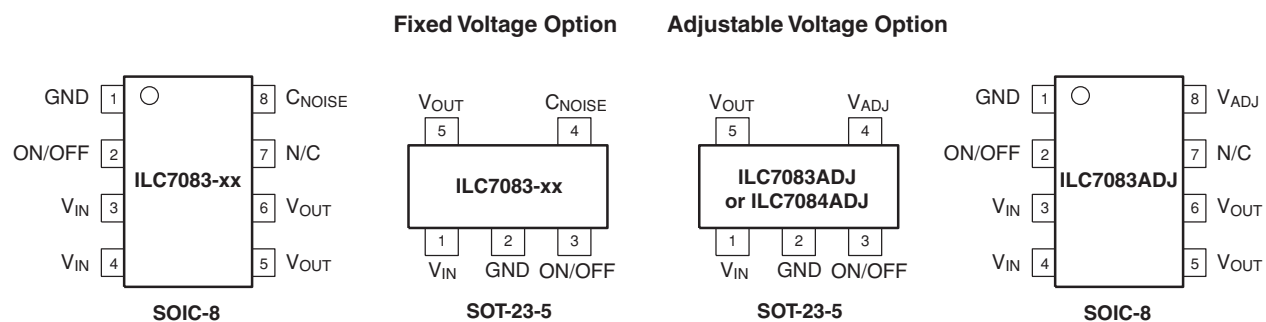 Fixed Voltage Option
Adjustable Voltage Option
GND 1
ON/OFF 2
VIN 3
VIN 4
ILC7083-xx
8 CNOISE
7 N/C
6 VOUT
5 VOUT
SOIC-8
VOUT CNOISE
5 4
ILC7083-xx
1 2 3
VIN GND ON/OFF
SOT-23-5
VOUT VADJ
5 4
ILC7083ADJ
or ILC7084ADJ
1 2 3
VIN GND ON/OFF
SOT-23-5
GND 1
ON/OFF 2
VIN 3
VIN 4
ILC7083ADJ
8 VADJ
7 N/C
6 VOUT
5 VOUT
SOIC-8